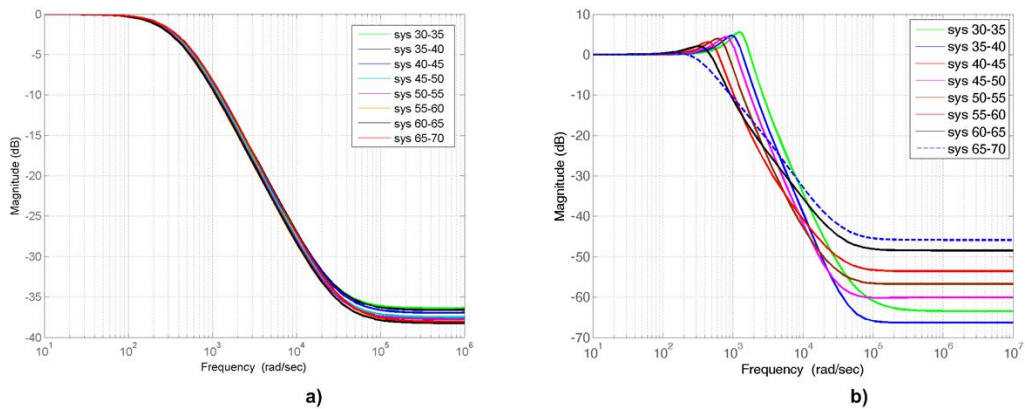 0
-5
-10
-15
-20
-25
-30
-35
-40
Magnitude (dB)
10^1
10^2
10^3
10^4
10^5
10^6
Frequency (rad/sec)
sys 30-35
sys 35-40
sys 40-45
sys 45-50
sys 50-55
sys 55-60
sys 60-65
sys 65-70
a)
10
0
-10
-20
-30
-40
-50
-60
-70
Magnitude (dB)
10^1
10^2
10^3
10^4
10^5
10^6
10^7
Frequency (rad/sec)
sys 30-35
sys 35-40
sys 40-45
sys 45-50
sys 50-55
sys 55-60
sys 60-65
sys 65-70
b)